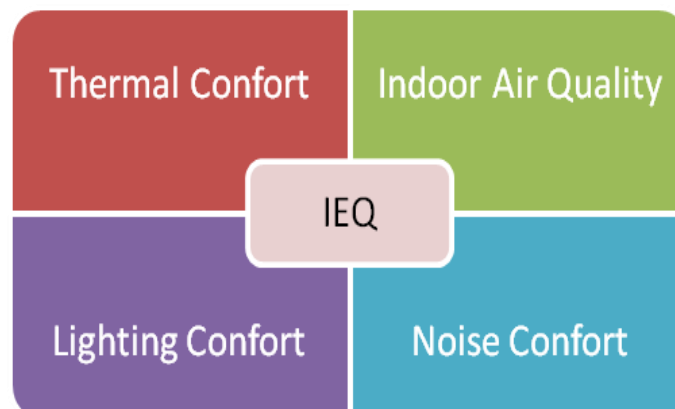 Thermal Confort
Indoor Air Quality
IEQ
Lighting Confort
Noise Confort